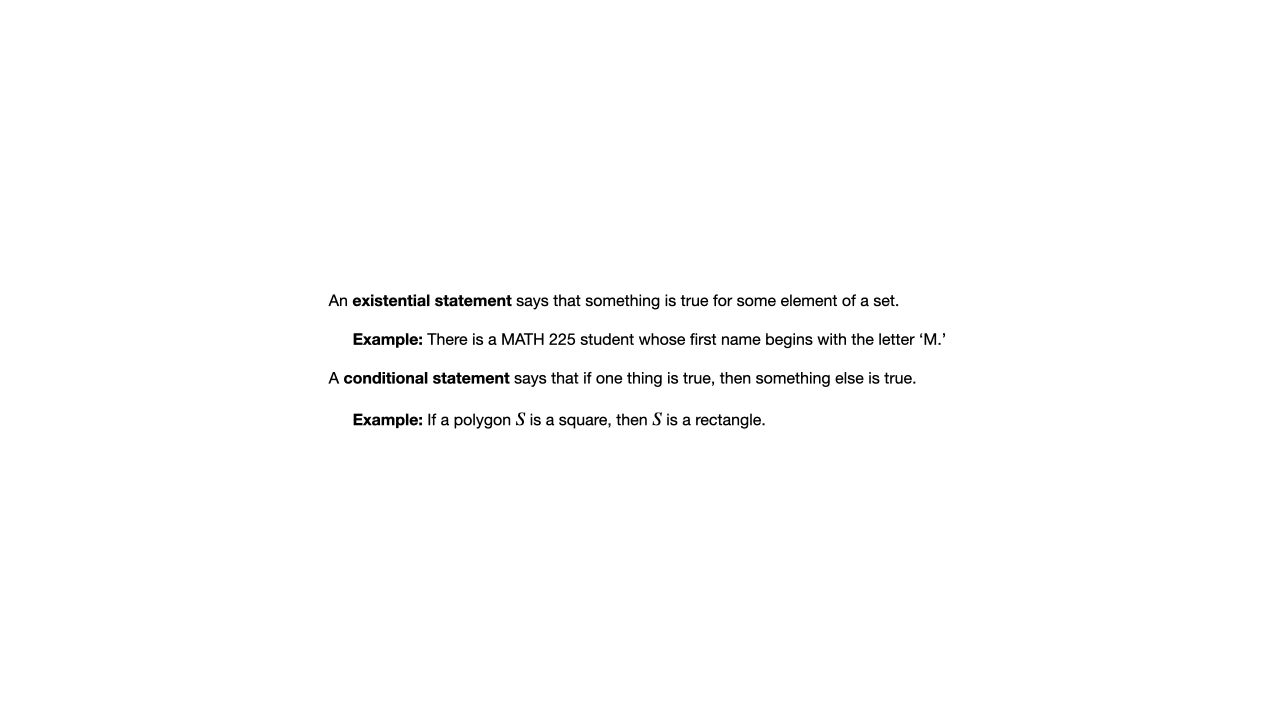 An existential statement says that something is true for some element of a set.
Example: There is a MATH 225 student whose first name begins with the letter ‘M.’
A conditional statement says that if one thing is true, then something else is true.
Example: If a polygon S is a square, then S is a rectangle.